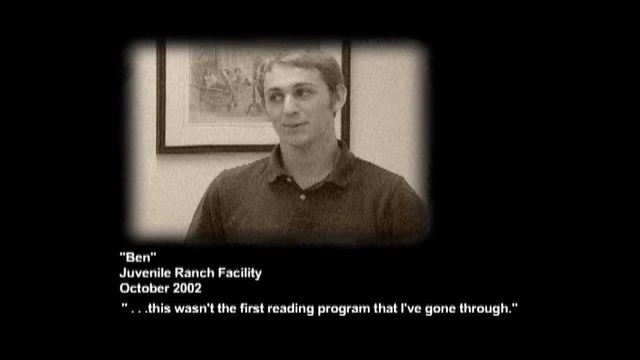 "Ben"
Juvenile Ranch Facility
October 2002
" . . .this wasn't the first reading program that I've gone through."